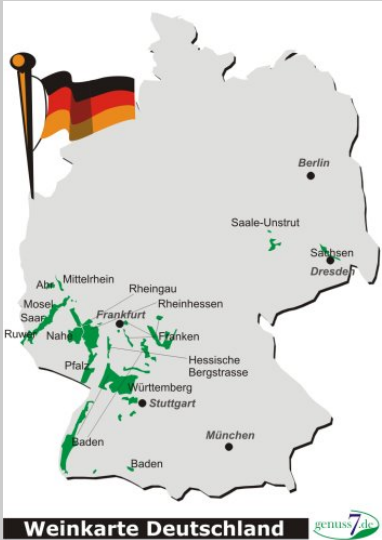 Berlin
Saale-Unstrut
Sachsen
Dresden
Ahr
Mittelrhein
Rheingau
Mosel
Rheinhessen
Saar
Frankfurt
Ruwer
Nahe
Franken
Pfalz
Hessische
Bergstrasse
Württemberg
Stuttgart
München
Baden
Baden
Weinkarte Deutschland
genuss7.de